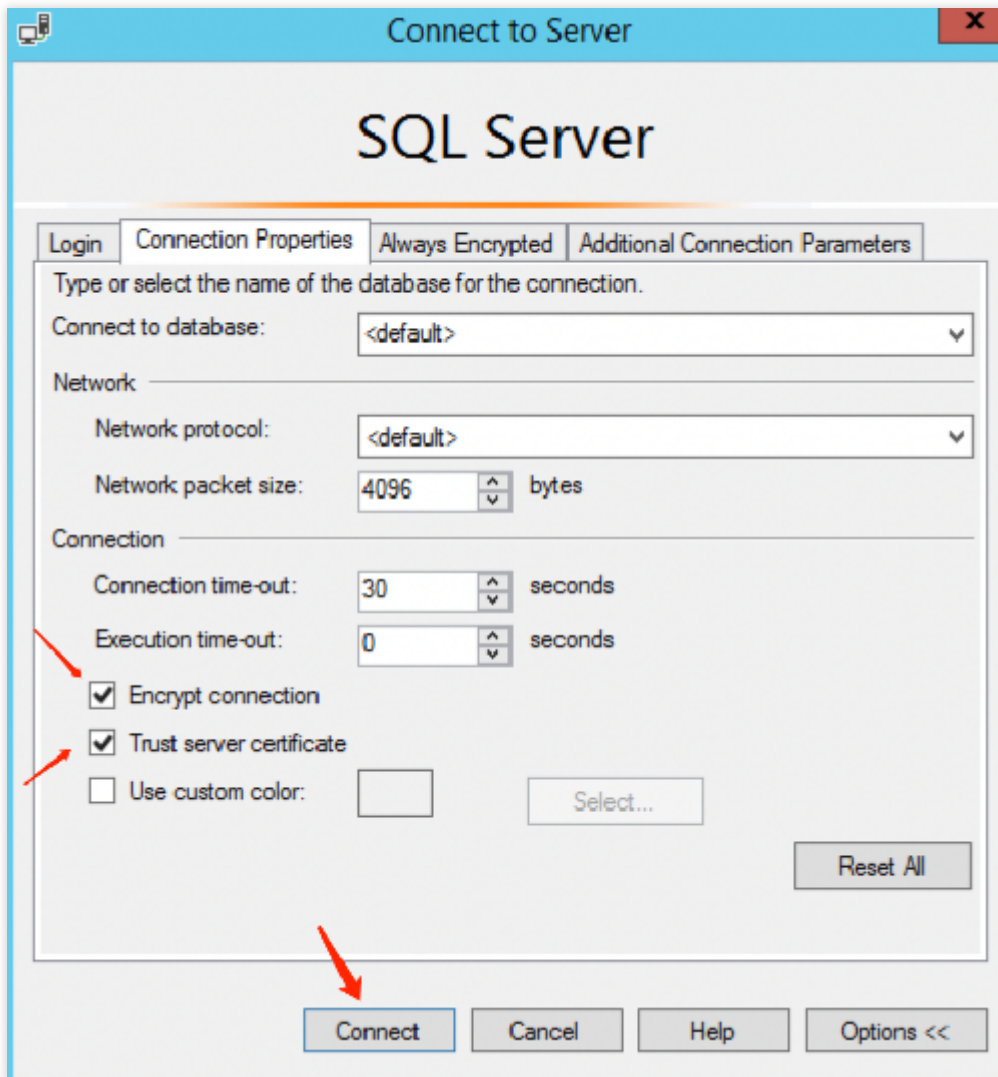 Connect to Server
x
SQL Server
Login Connection Properties Always Encrypted Additional Connection Parameters
Type or select the name of the database for the connection.
Connect to database: <default>
Network
Network protocol: <default>
Network packet size: 4096 bytes
Connection
Connection time-out: 30 seconds
Execution time-out: 0 seconds
Encrypt connection
Trust server certificate
Use custom color: Select...
Reset All
Connect Cancel Help Options <<